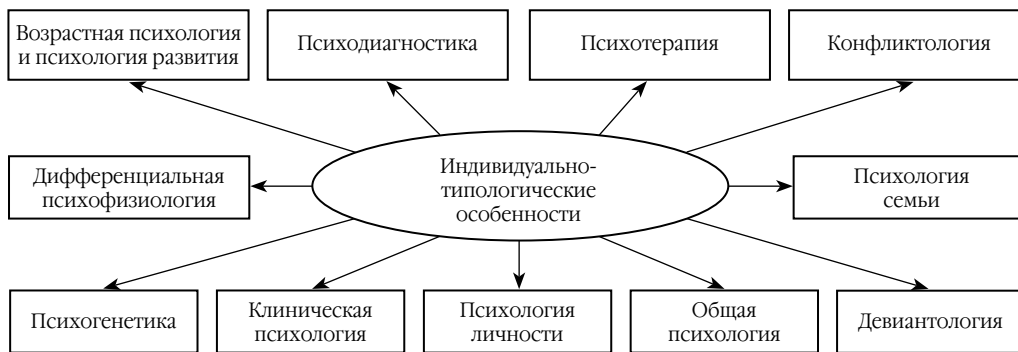 Возрастная психология
и психология развития
Психодиагностика
Психотерапия
Конфликтология
Дифференциальная
психофизиология
Индивидуально-
типологические
особенности
Психология
семьи
Психогенетика
Клиническая
психология
Психология
личности
Общая
психология
Девиантология